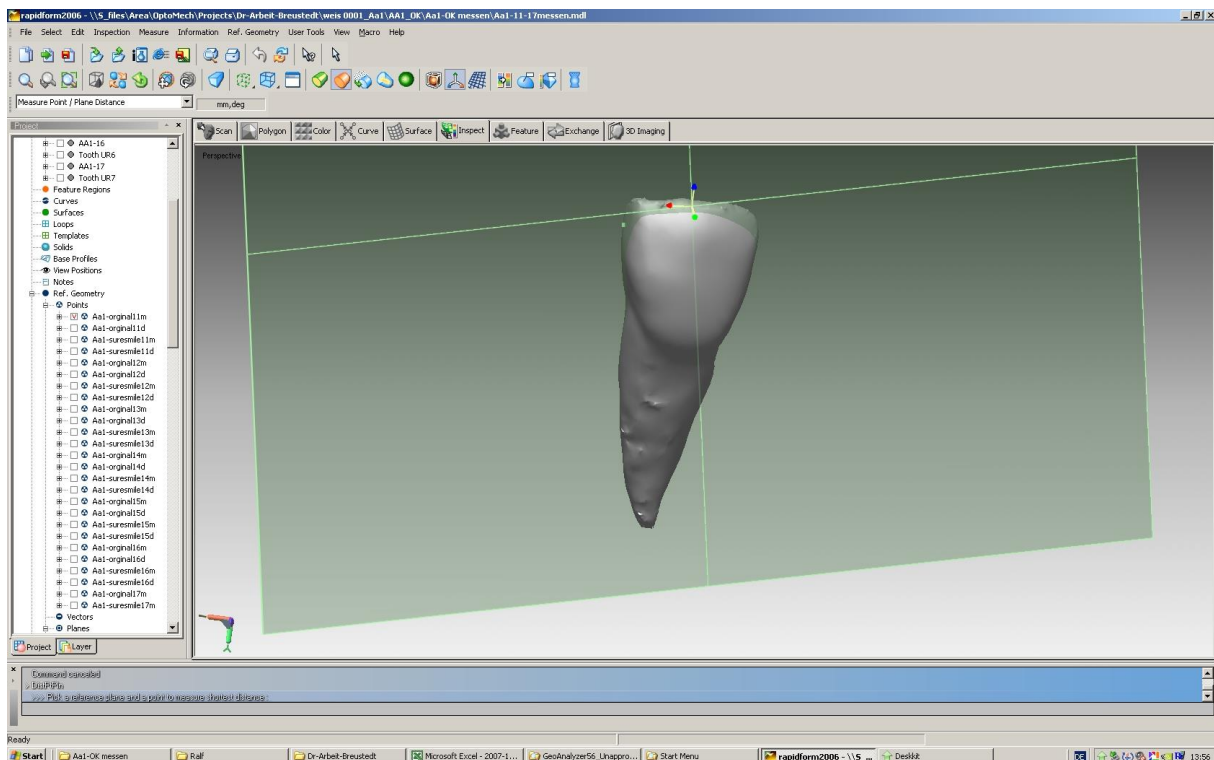 rapidform2006 - \\S_files\Area\OptoMech\Projects\Dr-Arbeit-Breustedt\weis 0001_Aa1\AA1_OK\Aa1-OK messen\Aa1-11-17messen.mdl
File Select Edit Inspection Measure Information Ref. Geometry User Tools View Macro Help
Measure Point / Plane Distance mm,deg
Project
Scan Polygon Color Curve Surface Inspect Feature Exchange 3D Imaging
Perspective
AA1-16
Tooth UR6
AA1-17
Tooth UR7
Feature Regions
Curves
Surfaces
Loops
Templates
Solids
Base Profiles
View Positions
Notes
Ref. Geometry
Points
Aa1-orginal11m
Aa1-orginal11d
Aa1-suresmile11m
Aa1-suresmile11d
Aa1-orginal12m
Aa1-orginal12d
Aa1-suresmile12m
Aa1-suresmile12d
Aa1-orginal13m
Aa1-orginal13d
Aa1-suresmile13m
Aa1-suresmile13d
Aa1-orginal14m
Aa1-orginal14d
Aa1-suresmile14m
Aa1-suresmile14d
Aa1-orginal15m
Aa1-orginal15d
Aa1-suresmile15m
Aa1-suresmile15d
Aa1-orginal16m
Aa1-orginal16d
Aa1-suresmile16m
Aa1-suresmile16d
Aa1-orginal17m
Aa1-suresmile17m
Vectors
Planes
Project Layer
Command canceled
>>> Pick a reference plane and a point to measure shortest distance :
Ready
Start Aa1-OK messen Ralf Dr-Arbeit-Breustedt Microsoft Excel - 2007-1... GeoAnalyzer56_Unappro... Start Menu rapidform2006 - \\S ... Deskkit DE 13:56